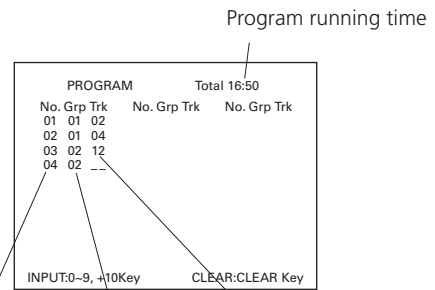 Program running time
PROGRAM Total 16:50
No. Grp Trk No. Grp Trk No. Grp Trk
01 01 02
02 01 04
03 02 12
04 02 _ _
INPUT:0~9, +10Key CLEAR:CLEAR Key